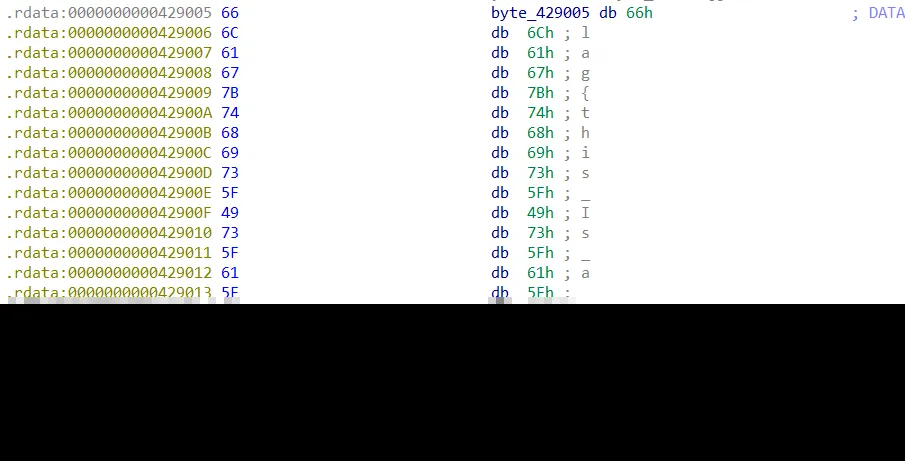 .rdata:0000000000429005 66 byte_429005 db 66h ; DATA
.rdata:0000000000429006 6C db 6Ch ; l
.rdata:0000000000429007 61 db 61h ; a
.rdata:0000000000429008 67 db 67h ; g
.rdata:0000000000429009 7B db 7Bh ; {
.rdata:000000000042900A 74 db 74h ; t
.rdata:000000000042900B 68 db 68h ; h
.rdata:000000000042900C 69 db 69h ; i
.rdata:000000000042900D 73 db 73h ; s
.rdata:000000000042900E 5F db 5Fh ; _
.rdata:000000000042900F 49 db 49h ; I
.rdata:0000000000429010 73 db 73h ; s
.rdata:0000000000429011 5F db 5Fh ; _
.rdata:0000000000429012 61 db 61h ; a
.rdata:0000000000429013 5F db 5Fh ;